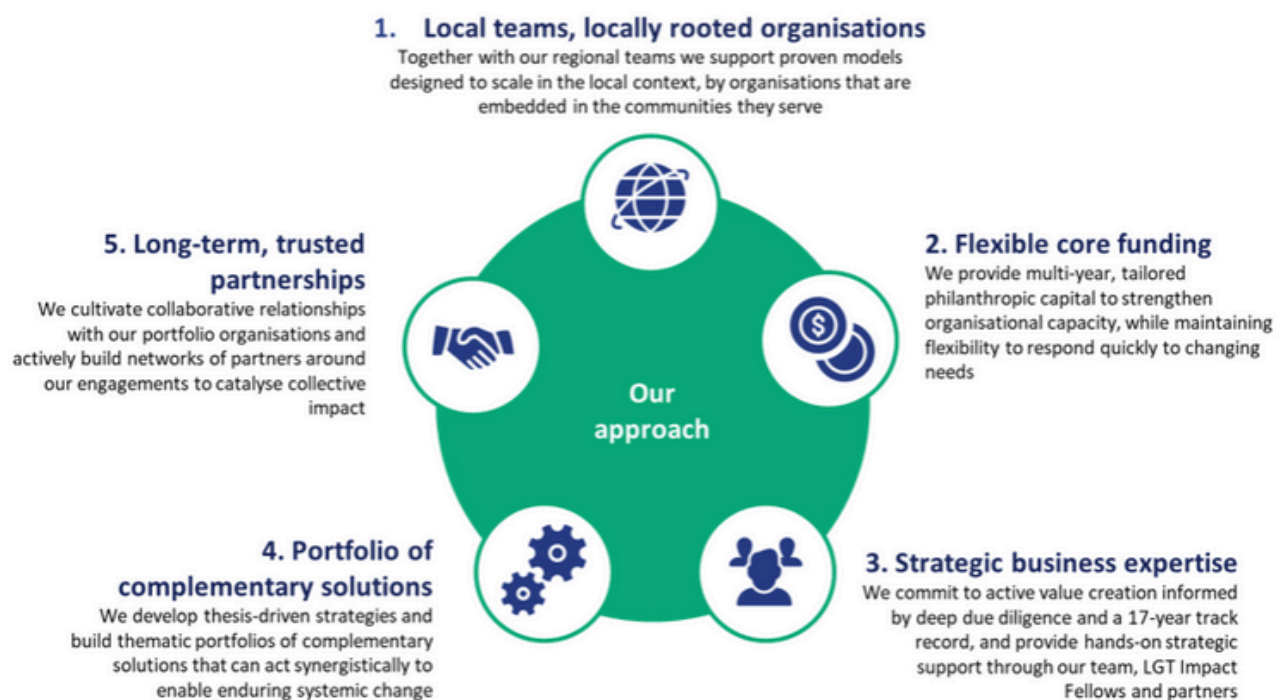 1. Local teams, locally rooted organisations
Together with our regional teams we support proven models
designed to scale in the local context, by organisations that are
embedded in the communities they serve
2. Flexible core funding
We provide multi-year, tailored
philanthropic capital to strengthen
organisational capacity, while maintaining
flexibility to respond quickly to changing
needs
3. Strategic business expertise
We commit to active value creation informed
by deep due diligence and a 17-year track
record, and provide hands-on strategic
support through our team, LGT Impact
Fellows and partners
4. Portfolio of
complementary solutions
We develop thesis-driven strategies and
build thematic portfolios of complementary
solutions that can act synergistically to
enable enduring systemic change
5. Long-term, trusted
partnerships
We cultivate collaborative relationships
with our portfolio organisations and
actively build networks of partners around
our engagements to catalyse collective
impact
$
Our
approach